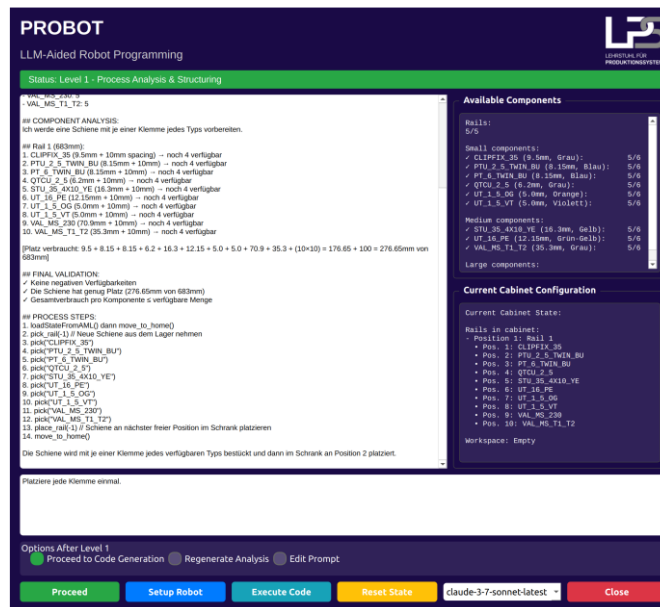 PROBOT
LPS
LLM-Aided Robot Programming
LEHRSTUHL FÜR
PRODUKTIONSSYSTEME
Status: Level 1 - Process Analysis & Structuring
- VAL_MS_230: 5
- VAL_MS_T1_T2: 5
## COMPONENT ANALYSIS:
Ich werde eine Schiene mit je einer Klemme jedes Typs vorbereiten.
## Rail 1 (683mm):
1. CLIPFIX_35 (9.5mm + 10mm spacing) → noch 4 verfügbar
2. PTU_2_5_TWIN_BU (8.15mm + 10mm) → noch 4 verfügbar
3. PT_6_TWIN_BU (8.15mm + 10mm) → noch 4 verfügbar
4. QTCU_2_5 (6.2mm + 10mm) → noch 4 verfügbar
5. STU_35_4X10_YE (16.3mm + 10mm) → noch 4 verfügbar
6. UT_16_PE (12.15mm + 10mm) → noch 4 verfügbar
7. UT_1_5_OG (5.0mm + 10mm) → noch 4 verfügbar
8. UT_1_5_VT (5.0mm + 10mm) → noch 4 verfügbar
9. VAL_MS_230 (70.9mm + 10mm) → noch 4 verfügbar
10. VAL_MS_T1_T2 (35.3mm + 10mm) → noch 4 verfügbar
[Platz verbraucht: 9.5 + 8.15 + 8.15 + 6.2 + 16.3 + 12.15 + 5.0 + 5.0 + 70.9 + 35.3 + (10×10) = 176.65 + 100 = 276.65mm von
683mm]
## FINAL VALIDATION:
✓ Keine negativen Verfügbarkeiten
✓ Die Schiene hat genug Platz (276.65mm von 683mm)
✓ Gesamtverbrauch pro Komponente ≤ verfügbare Menge
## PROCESS STEPS:
1. loadStateFromAML() dann move_to_home()
2. pick_rail(-1) // Neue Schiene aus dem Lager nehmen
3. pick("CLIPFIX_35")
4. pick("PTU_2_5_TWIN_BU")
5. pick("PT_6_TWIN_BU")
6. pick("QTCU_2_5")
7. pick("STU_35_4X10_YE")
8. pick("UT_16_PE")
9. pick("UT_1_5_OG")
10. pick("UT_1_5_VT")
11. pick("VAL_MS_230")
12. pick("VAL_MS_T1_T2")
13. place_rail(-1) // Schiene an nächster freier Position im Schrank platzieren
14. move_to_home()
Die Schiene wird mit je einer Klemme jedes verfügbaren Typs bestückt und dann im Schrank an Position 2 platziert.
Available Components
Rails:
5/5
Small components:
✓ CLIPFIX_35 (9.5mm, Grau): 5/6
✓ PTU_2_5_TWIN_BU (8.15mm, Blau): 5/6
✓ PT_6_TWIN_BU (8.15mm, Blau): 5/6
✓ QTCU_2_5 (6.2mm, Grau): 5/6
✓ UT_1_5_OG (5.0mm, Orange): 5/6
✓ UT_1_5_VT (5.0mm, Violett): 5/6
Medium components:
✓ STU_35_4X10_YE (16.3mm, Gelb): 5/6
✓ UT_16_PE (12.15mm, Grün-Gelb): 5/6
✓ VAL_MS_T1_T2 (35.3mm, Grau): 5/6
Large components:
Current Cabinet Configuration
Current Cabinet State:
Rails in cabinet:
- Position 1: Rail 1
• Pos. 1: CLIPFIX_35
• Pos. 2: PTU_2_5_TWIN_BU
• Pos. 3: PT_6_TWIN_BU
• Pos. 4: QTCU_2_5
• Pos. 5: STU_35_4X10_YE
• Pos. 6: UT_16_PE
• Pos. 7: UT_1_5_OG
• Pos. 8: UT_1_5_VT
• Pos. 9: VAL_MS_230
• Pos. 10: VAL_MS_T1_T2
Workspace: Empty
Platziere jede Klemme einmal.
Options After Level 1
Proceed to Code Generation Regenerate Analysis Edit Prompt
Proceed Setup Robot Execute Code Reset State claude-3-7-sonnet-latest Close